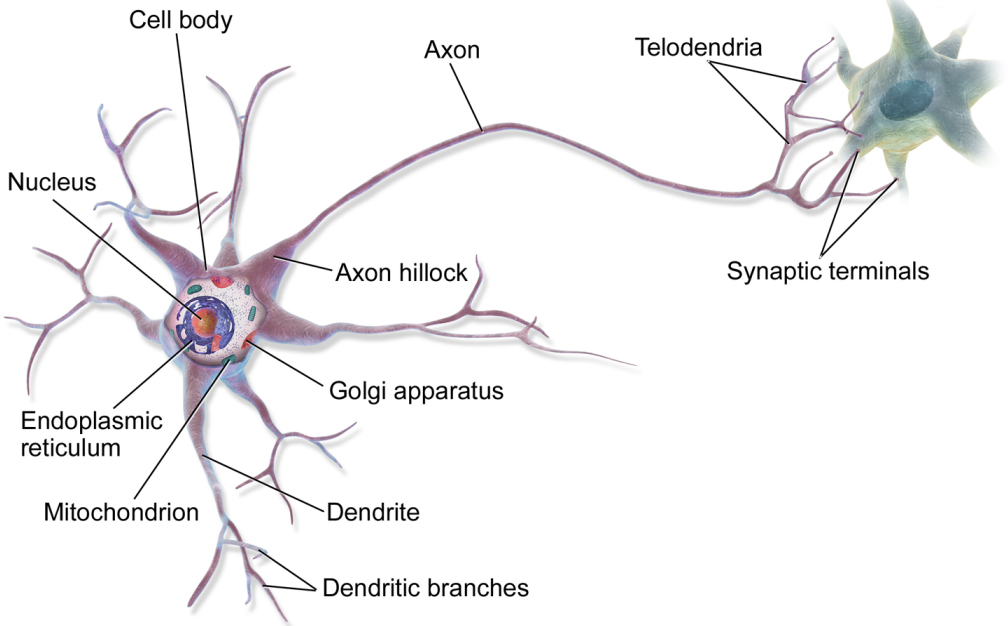 Cell body
Axon
Telodendria
Nucleus
Axon hillock
Synaptic terminals
Golgi apparatus
Endoplasmic
reticulum
Mitochondrion
Dendrite
Dendritic branches